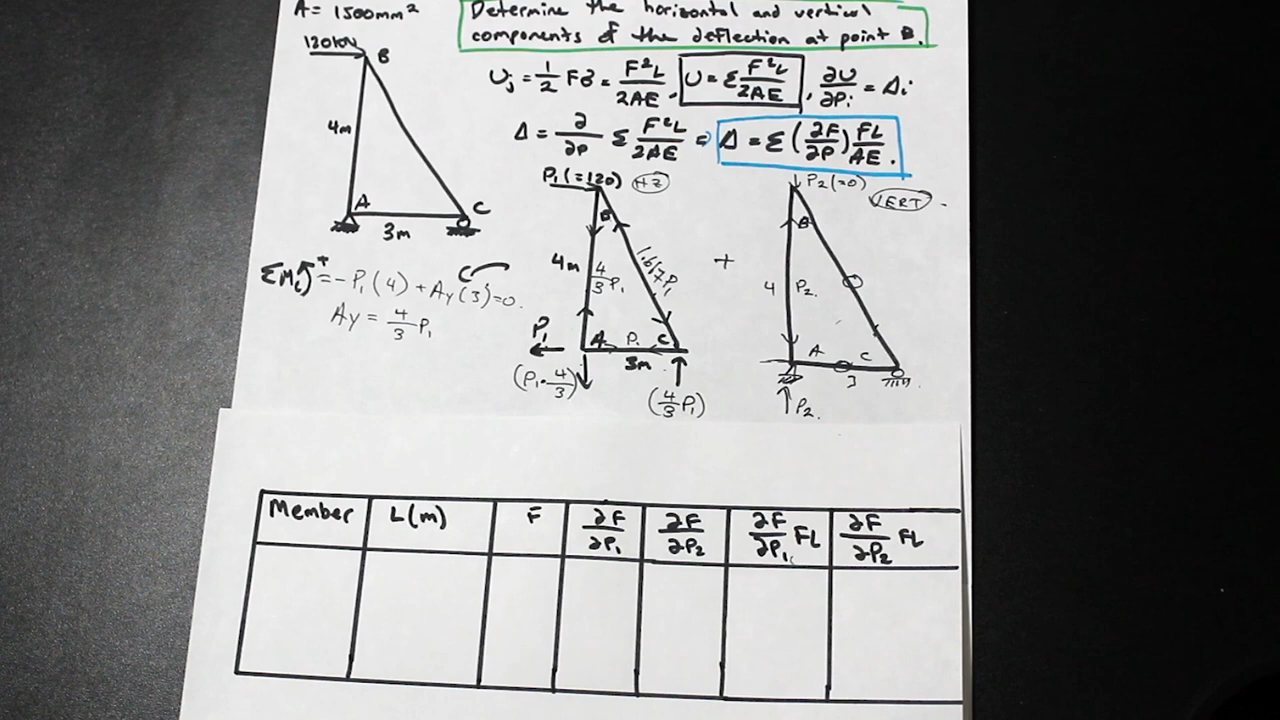 A = 1500mm²
Determine the horizontal and vertical
components of the deflection at point B.
120kN
B
4m
A
C
3m
Uj = 1/2 Fδ = F²L/2AE , U = Σ F²L/2AE , ∂U/∂Pi = Δi
Δ = ∂/∂P Σ F²L/2AE = Δ = Σ (∂F/∂P) FL/AE .
P₁(=120) HZ
B
4m
4/3 P₁
1.667P₁
A P₁ C
P₁
3m
(P₁·4/3)
(4/3 P₁)
+
P₂(=0)
VERT
B
4
P₂
A
C
3
P₂.
ΣMc + = -P₁(4) + Ay(3)=0.
Ay = 4/3 P₁
Member L(m) F ∂F/∂P₁ ∂F/∂P₂ ∂F/∂P₁ FL ∂F/∂P₂ FL